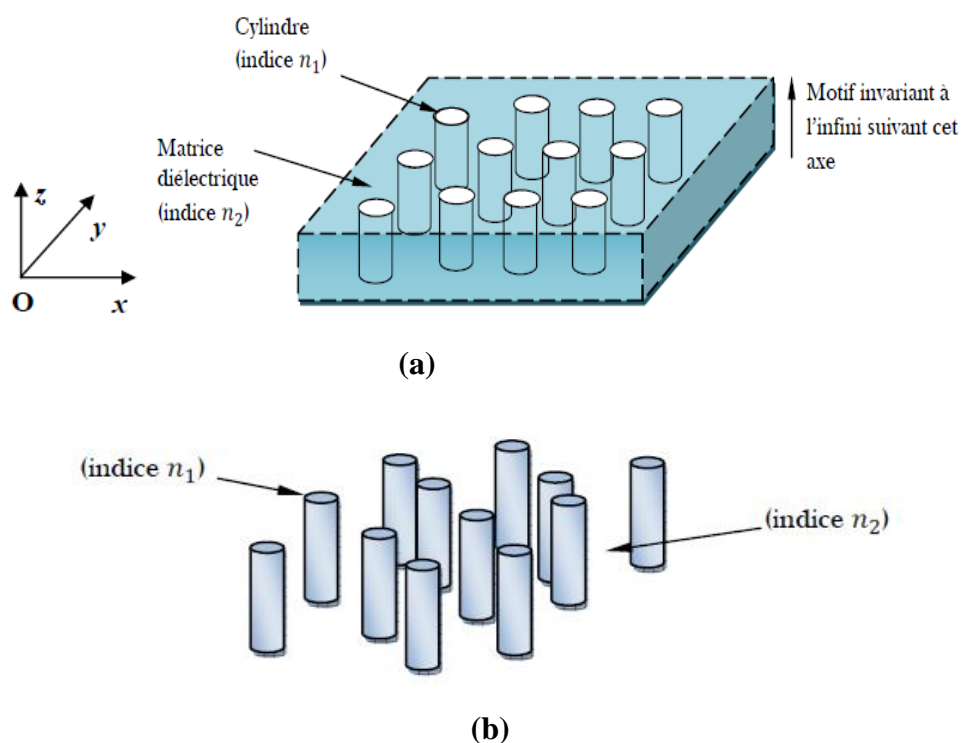 Cylindre
(indice n₁)
Matrice
diélectrique
(indice n₂)
Motif invariant à
l'infini suivant cet
axe
z
y
O
x
(a)
(indice n₁)
(indice n₂)
(b)